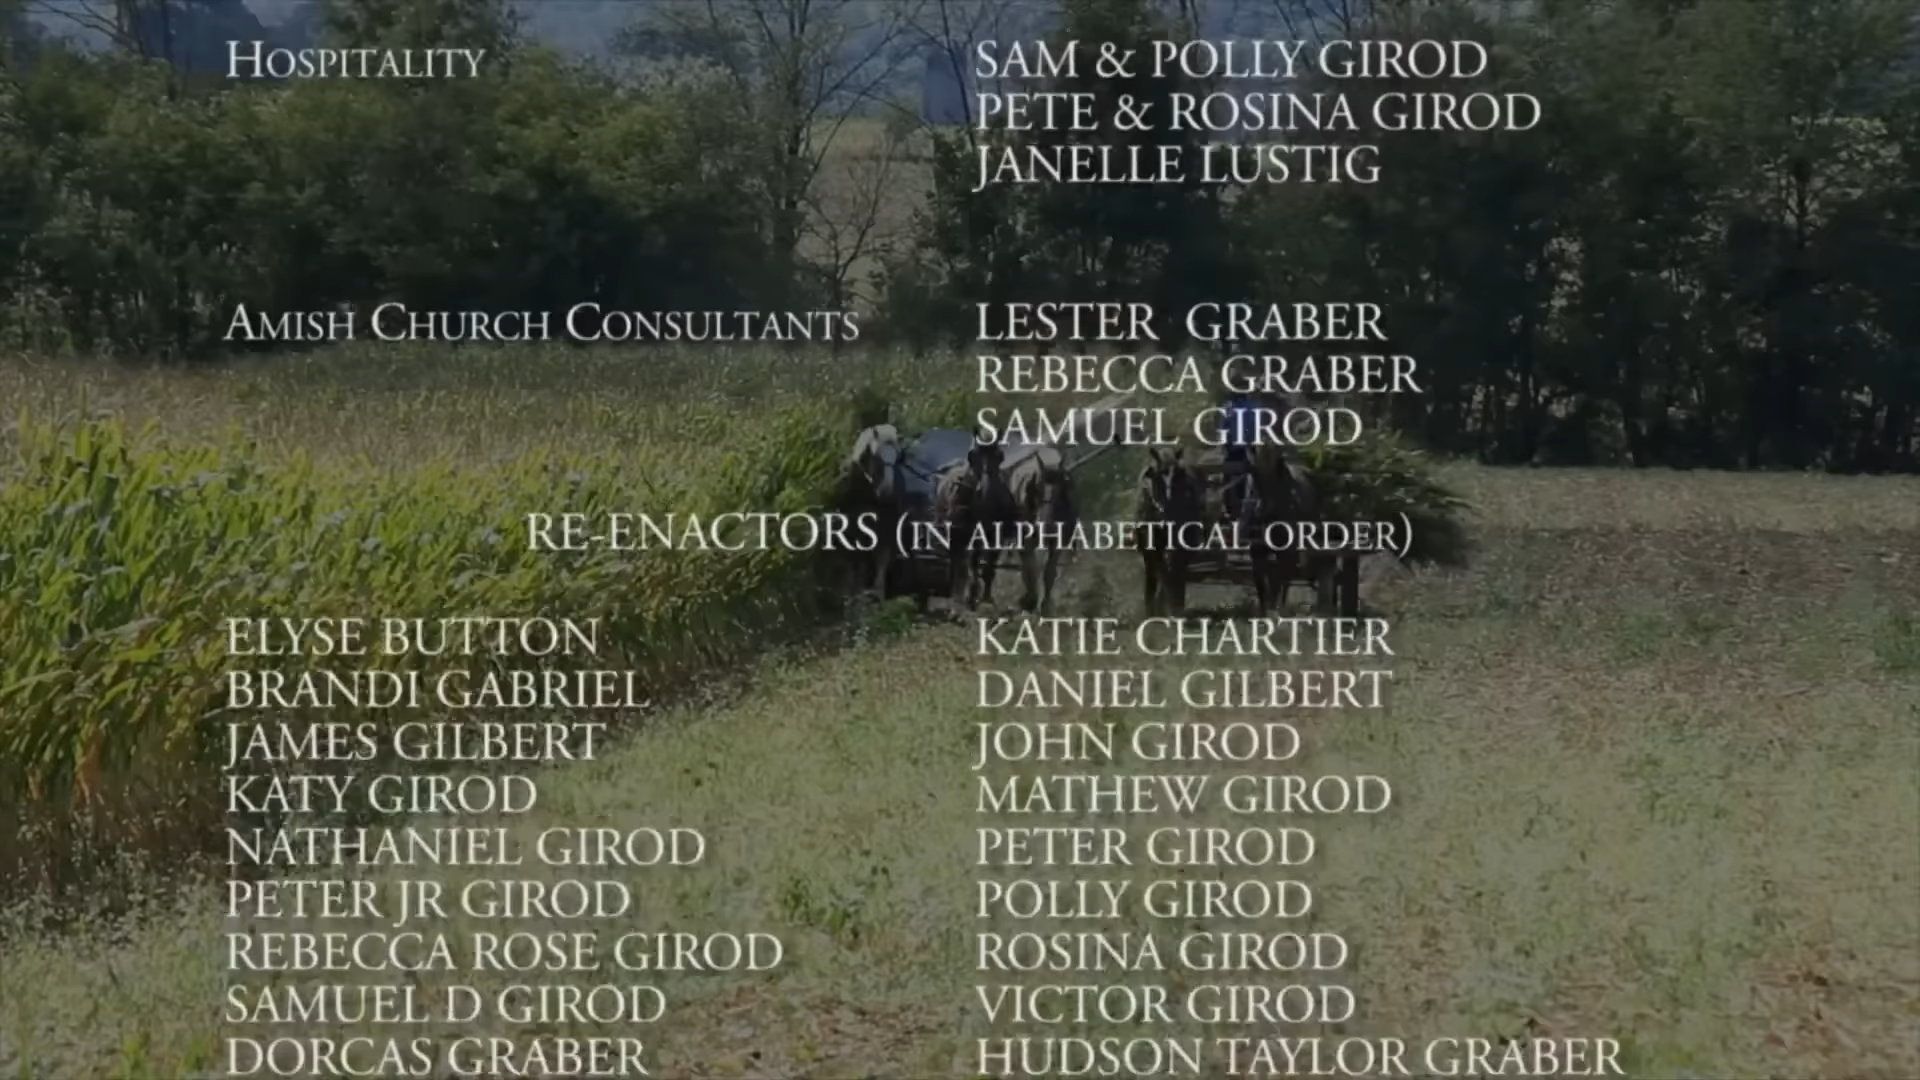 HOSPITALITY SAM & POLLY GIROD
PETE & ROSINA GIROD
JANELLE LUSTIG
AMISH CHURCH CONSULTANTS LESTER GRABER
REBECCA GRABER
SAMUEL GIROD
RE-ENACTORS (IN ALPHABETICAL ORDER)
ELYSE BUTTON KATIE CHARTIER
BRANDI GABRIEL DANIEL GILBERT
JAMES GILBERT JOHN GIROD
KATY GIROD MATHEW GIROD
NATHANIEL GIROD PETER GIROD
PETER JR GIROD POLLY GIROD
REBECCA ROSE GIROD ROSINA GIROD
SAMUEL D GIROD VICTOR GIROD
DORCAS GRABER HUDSON TAYLOR GRABER